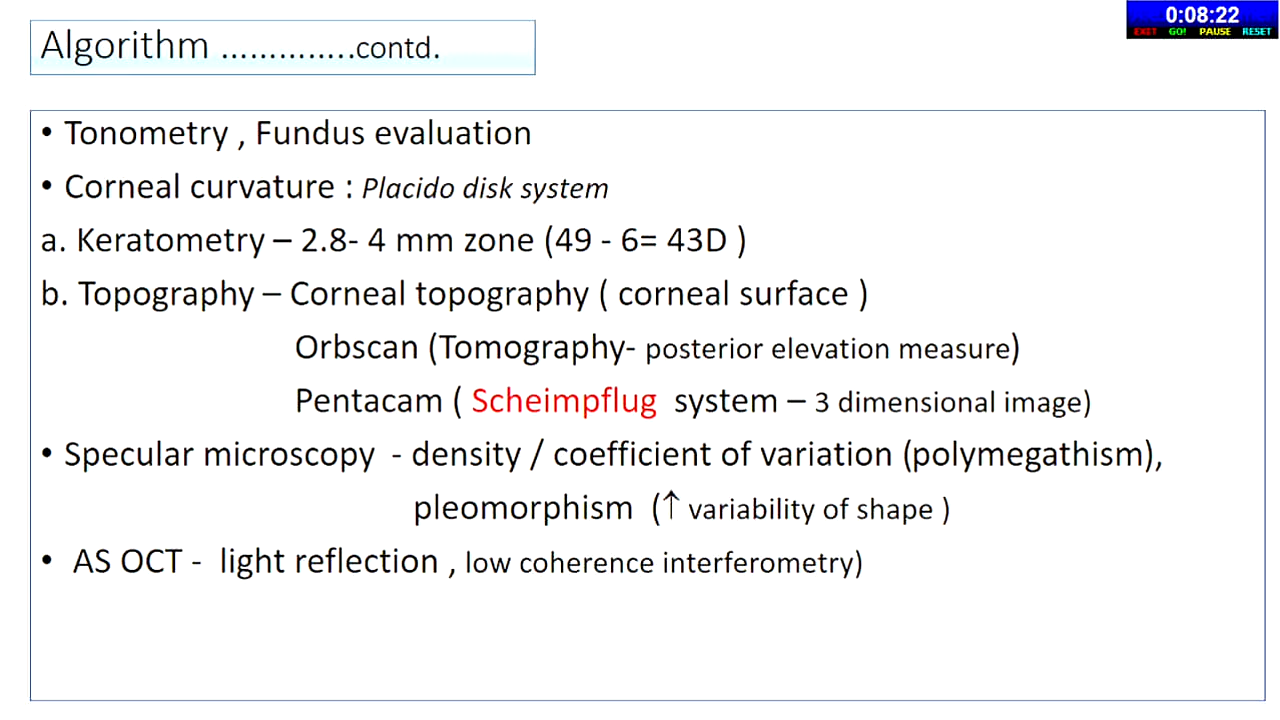 0:08:22
EXIT GO! PAUSE RESET
Algorithm ..............contd.
• Tonometry , Fundus evaluation
• Corneal curvature : Placido disk system
a. Keratometry – 2.8- 4 mm zone (49 - 6= 43D )
b. Topography – Corneal topography ( corneal surface )
Orbscan (Tomography- posterior elevation measure)
Pentacam ( Scheimpflug system – 3 dimensional image)
• Specular microscopy - density / coefficient of variation (polymegathism),
pleomorphism (↑ variability of shape )
• AS OCT - light reflection , low coherence interferometry)